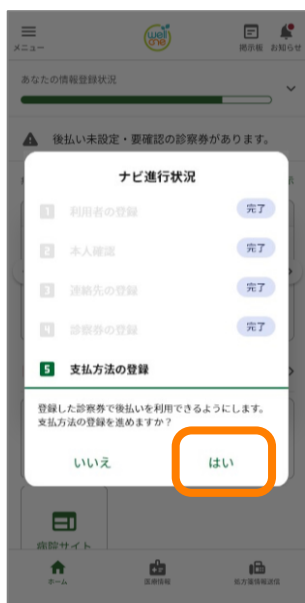 メニュー
well
one
掲示板
お知らせ
あなたの情報登録状況
後払い未設定・要確認の診察券があります。
ナビ進行状況
1 利用者の登録 完了
2 本人確認 完了
3 連絡先の登録 完了
4 診察券の登録 完了
5 支払方法の登録
登録した診察券で後払いを利用できるようにします。
支払方法の登録を進めますか？
いいえ
はい
病院サイト
ホーム
医療情報
処方箋情報送信